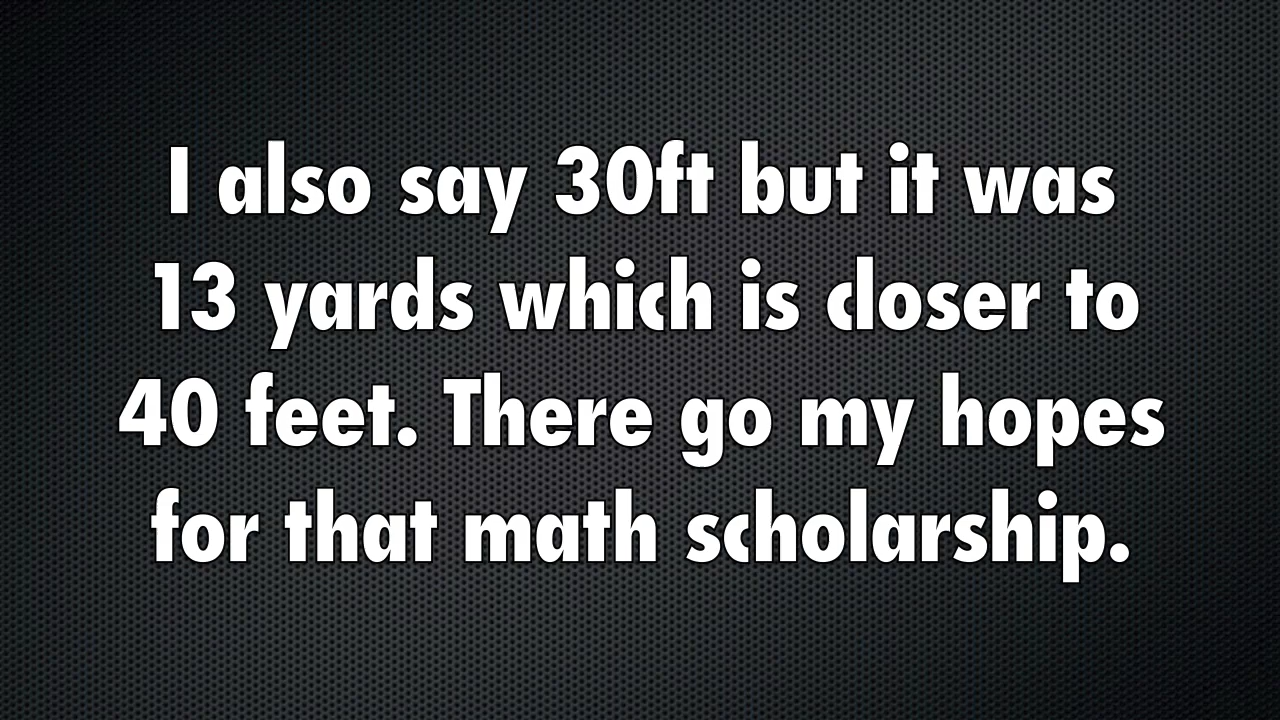 I also say 30ft but it was
13 yards which is closer to
40 feet. There go my hopes
for that math scholarship.